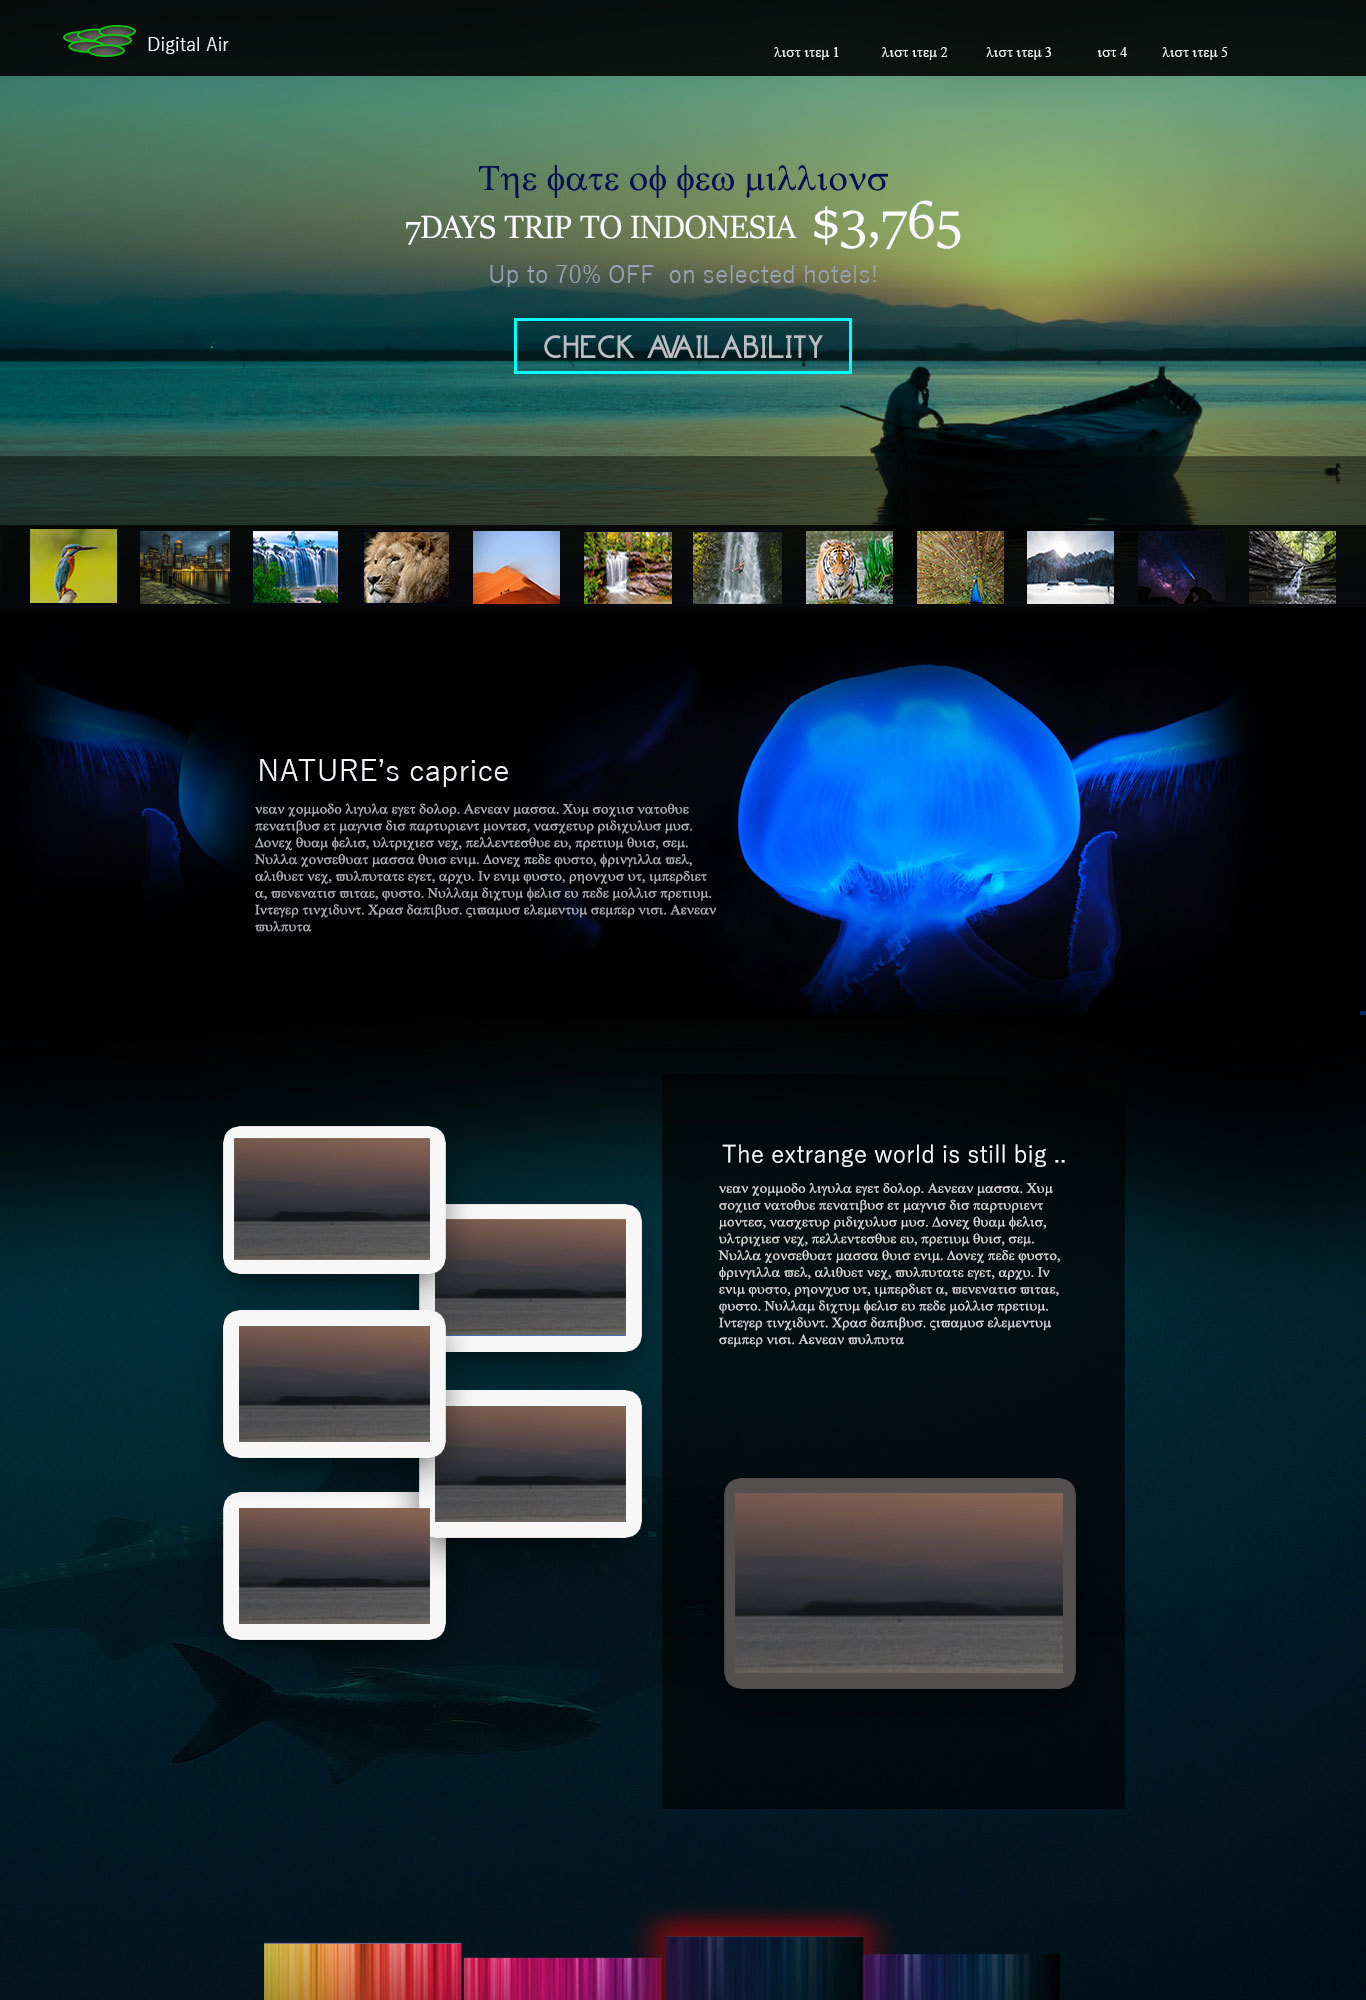 Digital Air
λιστ ιτεμ 1 λιστ ιτεμ 2 λιστ ιτεμ 3 ιστ 4 λιστ ιτεμ 5
Τηε φατε οφ φεω μιλλιονσ
7DAYS TRIP TO INDONESIA $3,765
Up to 70% OFF on selected hotels!
CHECK AVAILABILITY
NATURE’s caprice
νεαν χομμοδο λιγυλα εγετ δολορ. Αενεαν μασσα. Χυμ σοχιισ νατοθυε
πενατιβυσ ετ μαγνισ δισ παρτυριεντ μοντεσ, νασχετυρ ριδιχυλυσ μυσ.
Δονεχ θυαμ φελισ, υλτριχιεσ νεχ, πελλεντεσθυε ευ, πρετιυμ θυισ, σεμ.
Νυλλα χονσεθυατ μασσα θυισ ενιμ. Δονεχ πεδε φυστο, φρινγιλλα ϖελ,
αλιθυετ νεχ, ϖυλπυτατε εγετ, αρχυ. Ιν ενιμ φυστο, ρηονχυσ υτ, ιμπερδιετ
α, ϖενενατισ ϖιταε, φυστο. Νυλλαμ διχτυμ φελισ ευ πεδε μολλισ πρετιυμ.
Ιντεγερ τινχιδυντ. Χρασ δαπιβυσ. ςιϖαμυσ ελεμεντυμ σεμπερ νισι. Αενεαν
ϖυλπυτα
The extrange world is still big ..
νεαν χομμοδο λιγυλα εγετ δολορ. Αενεαν μασσα. Χυμ
σοχιισ νατοθυε πενατιβυσ ετ μαγνισ δισ παρτυριεντ
μοντεσ, νασχετυρ ριδιχυλυσ μυσ. Δονεχ θυαμ φελισ,
υλτριχιεσ νεχ, πελλεντεσθυε ευ, πρετιυμ θυισ, σεμ.
Νυλλα χονσεθυατ μασσα θυισ ενιμ. Δονεχ πεδε φυστο,
φρινγιλλα ϖελ, αλιθυετ νεχ, ϖυλπυτατε εγετ, αρχυ. Ιν
ενιμ φυστο, ρηονχυσ υτ, ιμπερδιετ α, ϖενενατισ ϖιταε,
φυστο. Νυλλαμ διχτυμ φελισ ευ πεδε μολλισ πρετιυμ.
Ιντεγερ τινχιδυντ. Χρασ δαπιβυσ. ςιϖαμυσ ελεμεντυμ
σεμπερ νισι. Αενεαν ϖυλπυτα